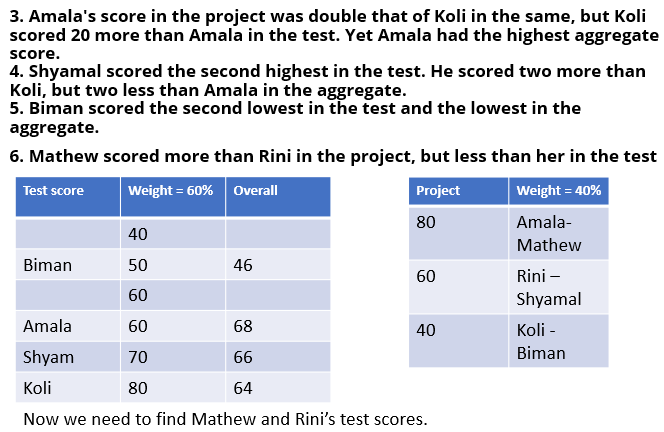 3. Amala's score in the project was double that of Koli in the same, but Koli
scored 20 more than Amala in the test. Yet Amala had the highest aggregate
score.
4. Shyamal scored the second highest in the test. He scored two more than
Koli, but two less than Amala in the aggregate.
5. Biman scored the second lowest in the test and the lowest in the
aggregate.
6. Mathew scored more than Rini in the project, but less than her in the test
Test score Weight = 60% Overall
40
Biman 50 46
60
Amala 60 68
Shyam 70 66
Koli 80 64
Project Weight = 40%
80 Amala-
Mathew
60 Rini –
Shyamal
40 Koli -
Biman
Now we need to find Mathew and Rini's test scores.